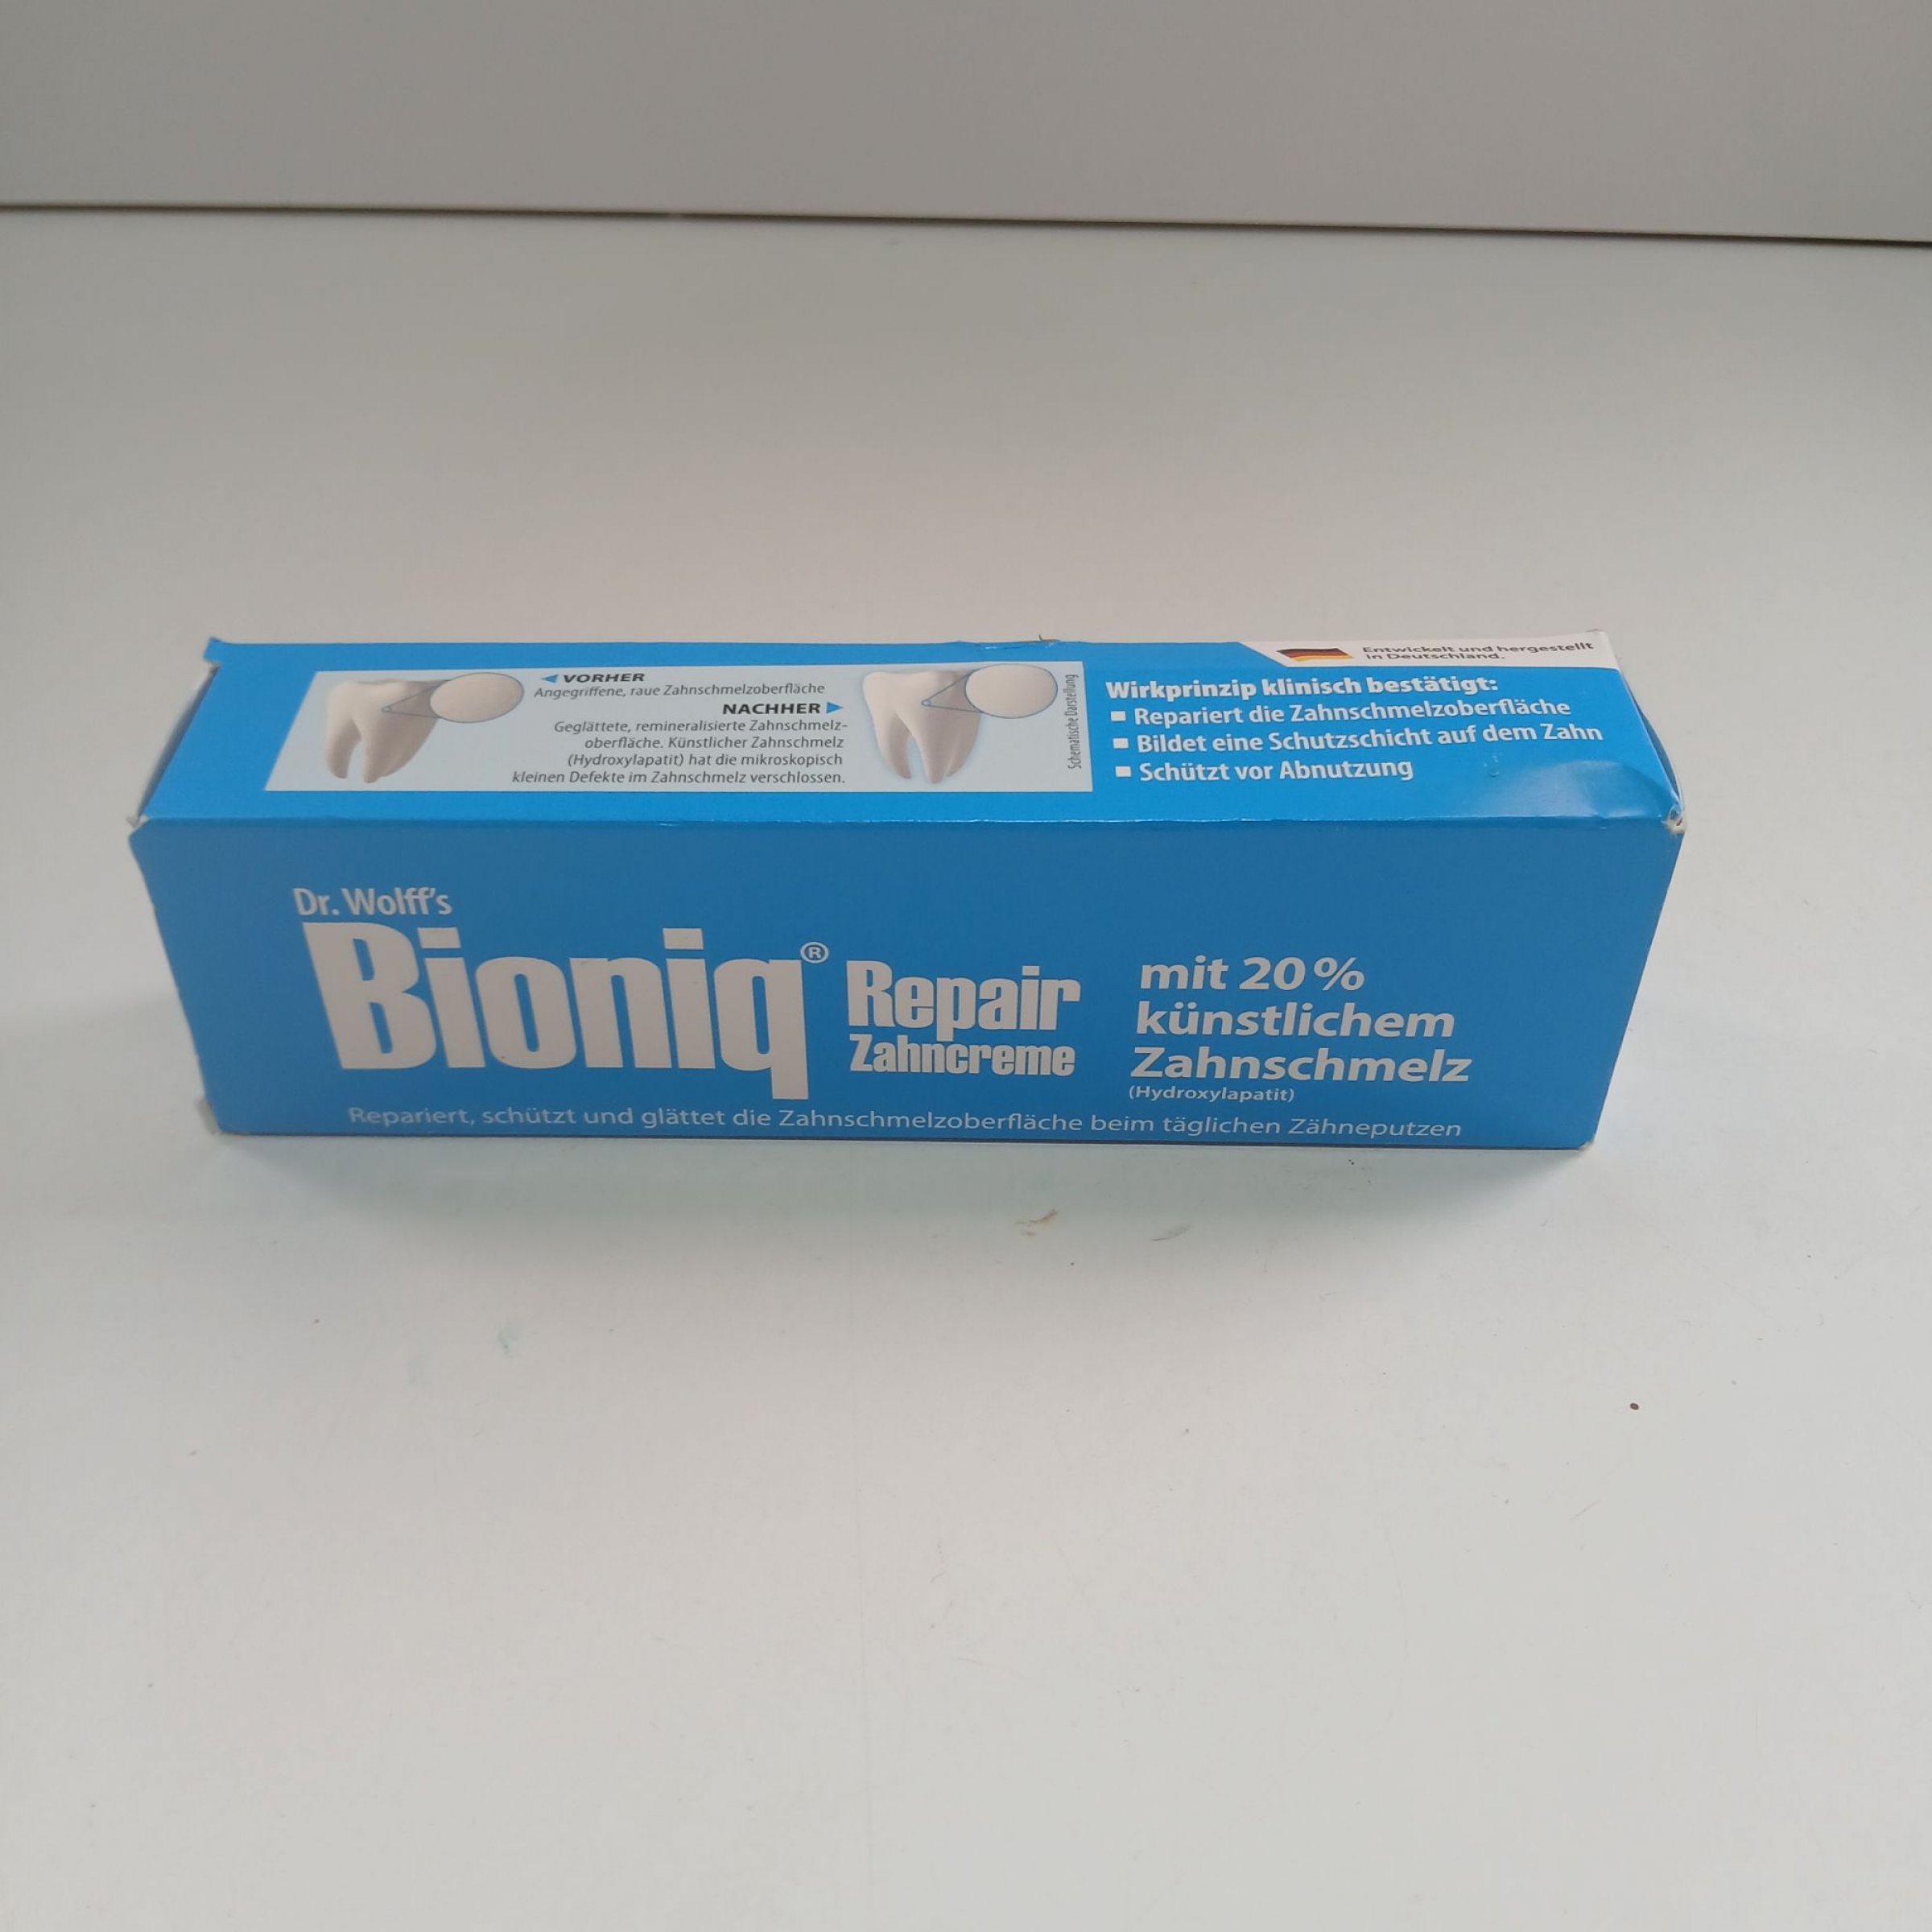 VORHER
Angegriffene, raue Zahnschmelzoberfläche
NACHHER
Geglättete, remineralisierte Zahnschmelz-
oberfläche. Künstlicher Zahnschmelz
(Hydroxylapatit) hat die mikroskopisch
kleinen Defekte im Zahnschmelz verschlossen.
Schematische Darstellung
Entwickelt und hergestellt
in Deutschland.
Wirkprinzip klinisch bestätigt:
Repariert die Zahnschmelzoberfläche
Bildet eine Schutzschicht auf dem Zahn
Schützt vor Abnutzung
Dr. Wolff's
Bioniq®
Repair
Zahncreme
mit 20%
künstlichem
Zahnschmelz
(Hydroxylapatit)
Repariert, schützt und glättet die Zahnschmelzoberfläche beim täglichen Zähneputzen